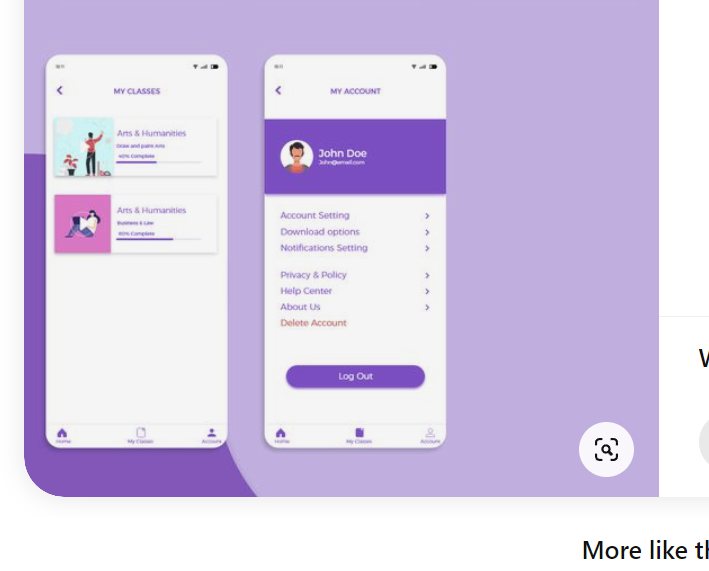 MY CLASSES
Arts & Humanities
Draw and paint Arts
40% Complete
Arts & Humanities
Business & Law
60% Complete
Home
My Classes
Account
MY ACCOUNT
John Doe
John@email.com
Account Setting
Download options
Notifications Setting
Privacy & Policy
Help Center
About Us
Delete Account
Log Out
Home
My Classes
Account
W
More like th